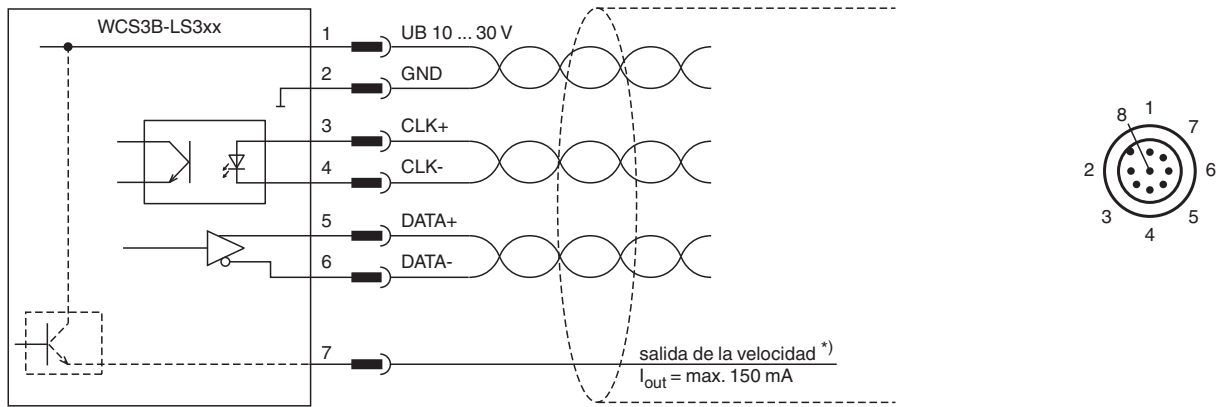 WCS3B-LS3xx
1 UB 10 ... 30 V
2 GND
3 CLK+
4 CLK-
5 DATA+
6 DATA-
7 salida de la velocidad *)
Iout = max. 150 mA
8 1 7
2 6
3 5
4